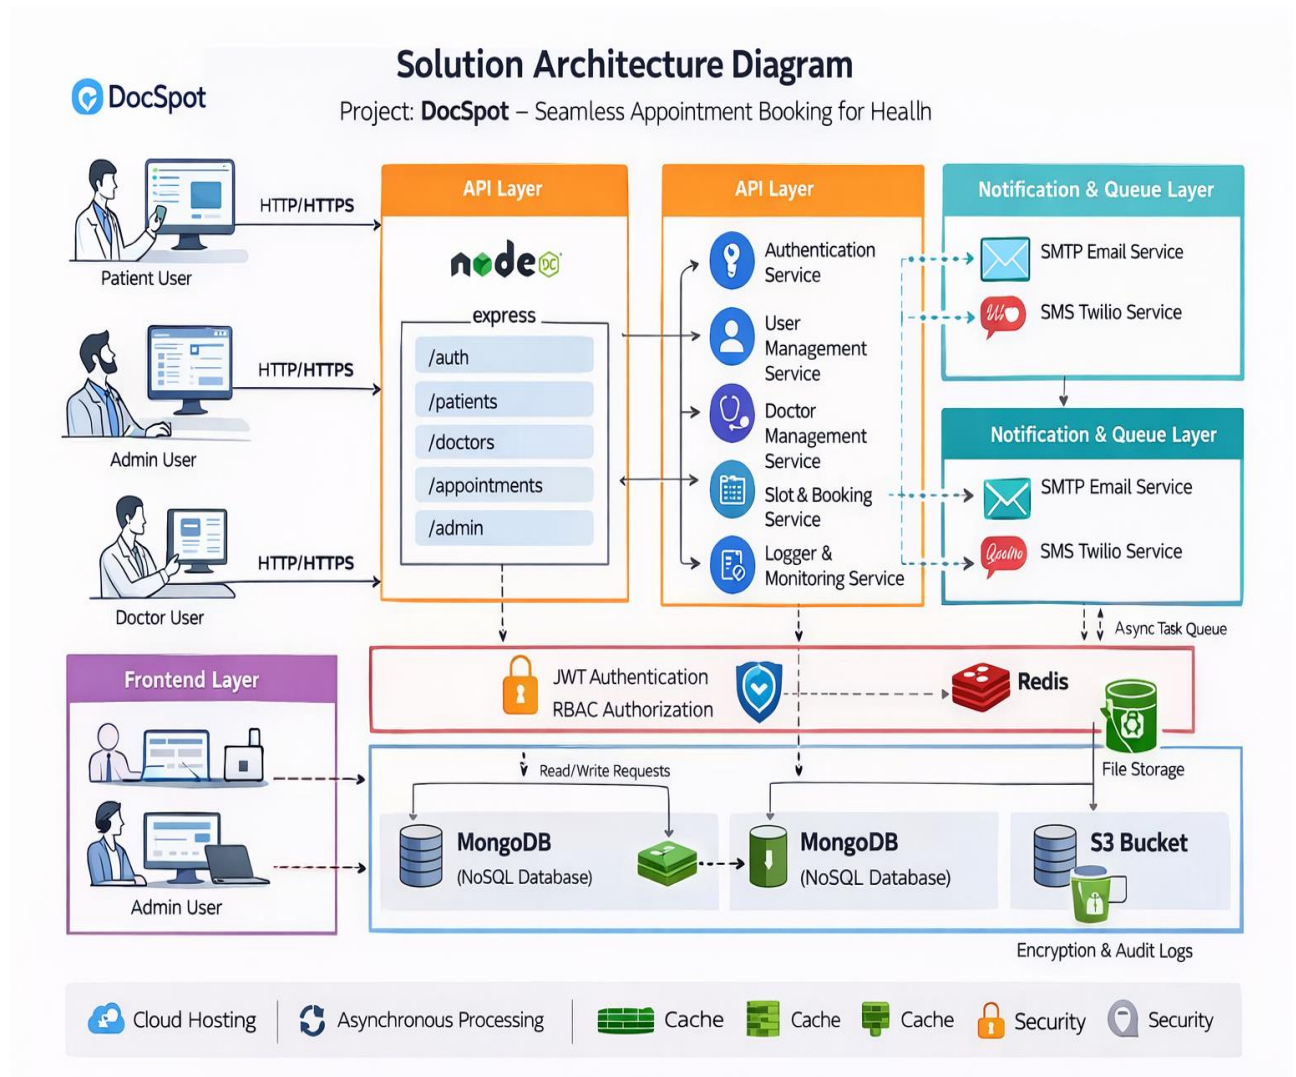 Solution Architecture Diagram
DocSpot
Project: DocSpot – Seamless Appointment Booking for Heallh
HTTP/HTTPS
Patient User
HTTP/HTTPS
Admin User
HTTP/HTTPS
Doctor User
API Layer
node
DC
express
/auth
/patients
/doctors
/appointments
/admin
API Layer
Authentication
Service
User
Management
Service
Doctor
Management
Service
Slot & Booking
Service
Logger &
Monitoring Service
Notification & Queue Layer
SMTP Email Service
SMS Twilio Service
Notification & Queue Layer
SMTP Email Service
SMS Twilio Service
Async Task Queue
Frontend Layer
Admin User
JWT Authentication
RBAC Authorization
Redis
File Storage
Read/Write Requests
MongoDB
(NoSQL Database)
MongoDB
(NoSQL Database)
S3 Bucket
Encryption & Audit Logs
Cloud Hosting
Asynchronous Processing
Cache
Cache
Cache
Security
Security